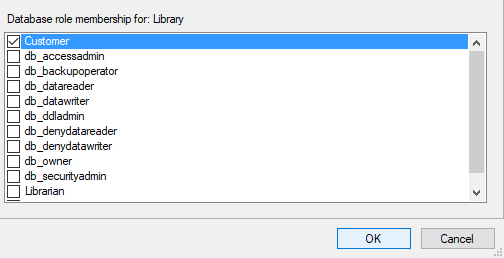 Database role membership for: Library
Customer
db_accessadmin
db_backupoperator
db_datareader
db_datawriter
db_ddladmin
db_denydatareader
db_denydatawriter
db_owner
db_securityadmin
Librarian
OK
Cancel